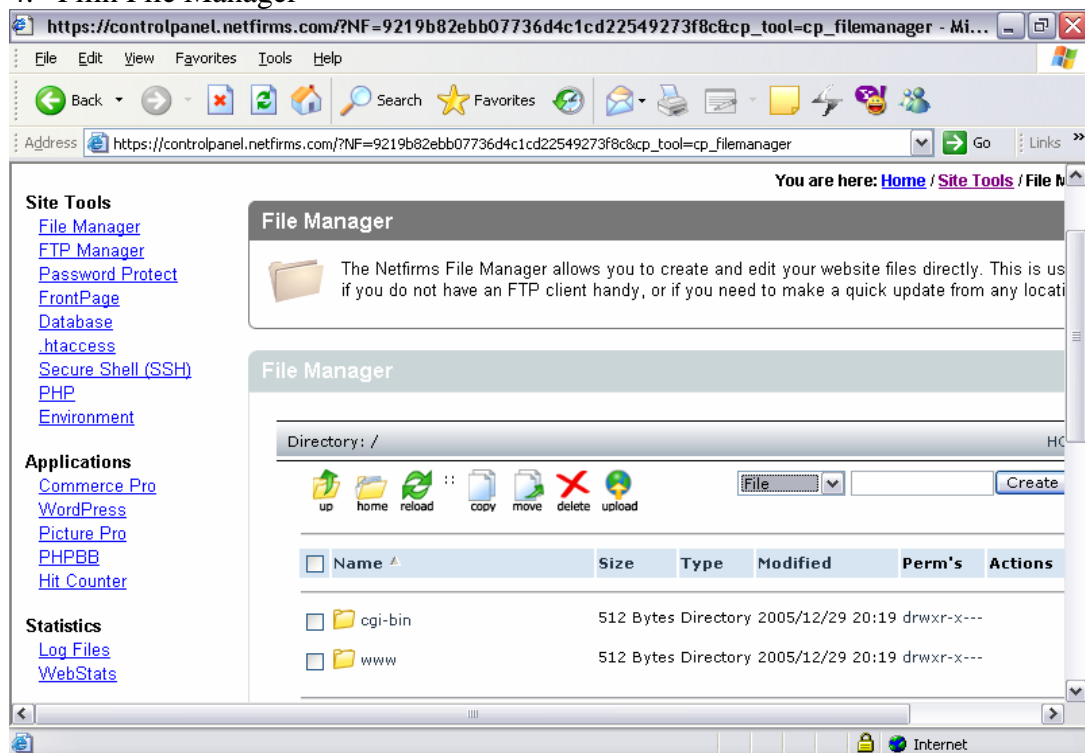 4. Pilih File Manager
https://controlpanel.netfirms.com/?NF=9219b82ebb07736d4c1cd22549273f8c&cp_tool=cp_filemanager - Mi...
File Edit View Favorites Tools Help
Back Search Favorites
Address https://controlpanel.netfirms.com/?NF=9219b82ebb07736d4c1cd22549273f8c&cp_tool=cp_filemanager Go Links »
You are here: Home / Site Tools / File
Site Tools
File Manager
FTP Manager
Password Protect
FrontPage
Database
.htaccess
Secure Shell (SSH)
PHP
Environment
Applications
Commerce Pro
WordPress
Picture Pro
PHPBB
Hit Counter
Statistics
Log Files
WebStats
File Manager
The Netfirms File Manager allows you to create and edit your website files directly. This is us
if you do not have an FTP client handy, or if you need to make a quick update from any locati
File Manager
Directory: / HO
up home reload :: copy move delete upload File Create
Name Size Type Modified Perm's Actions
cgi-bin 512 Bytes Directory 2005/12/29 20:19 drwxr-x---
www 512 Bytes Directory 2005/12/29 20:19 drwxr-x---
Internet